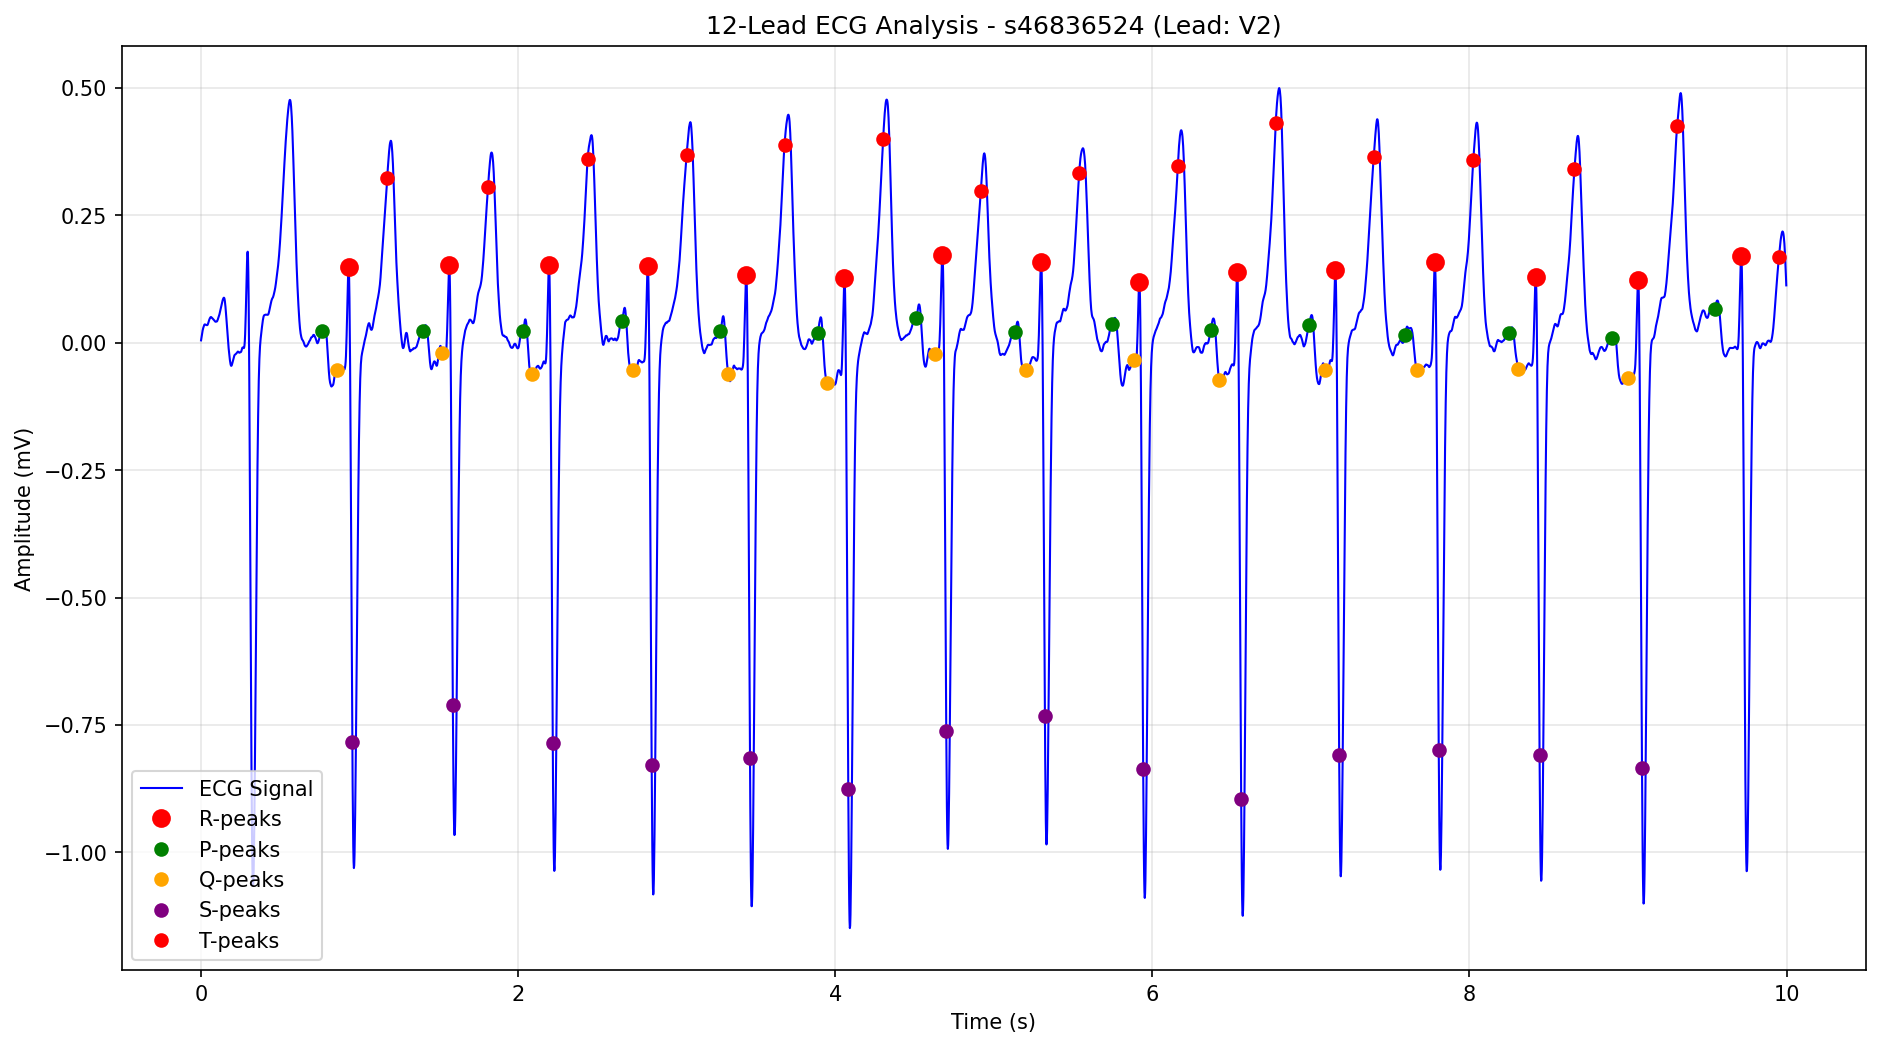 12-Lead ECG Analysis - s46836524 (Lead: V2)
Amplitude (mV)
0.50
0.25
0.00
−0.25
−0.50
−0.75
−1.00
ECG Signal
R-peaks
P-peaks
Q-peaks
S-peaks
T-peaks
0 2 4 6 8 10
Time (s)